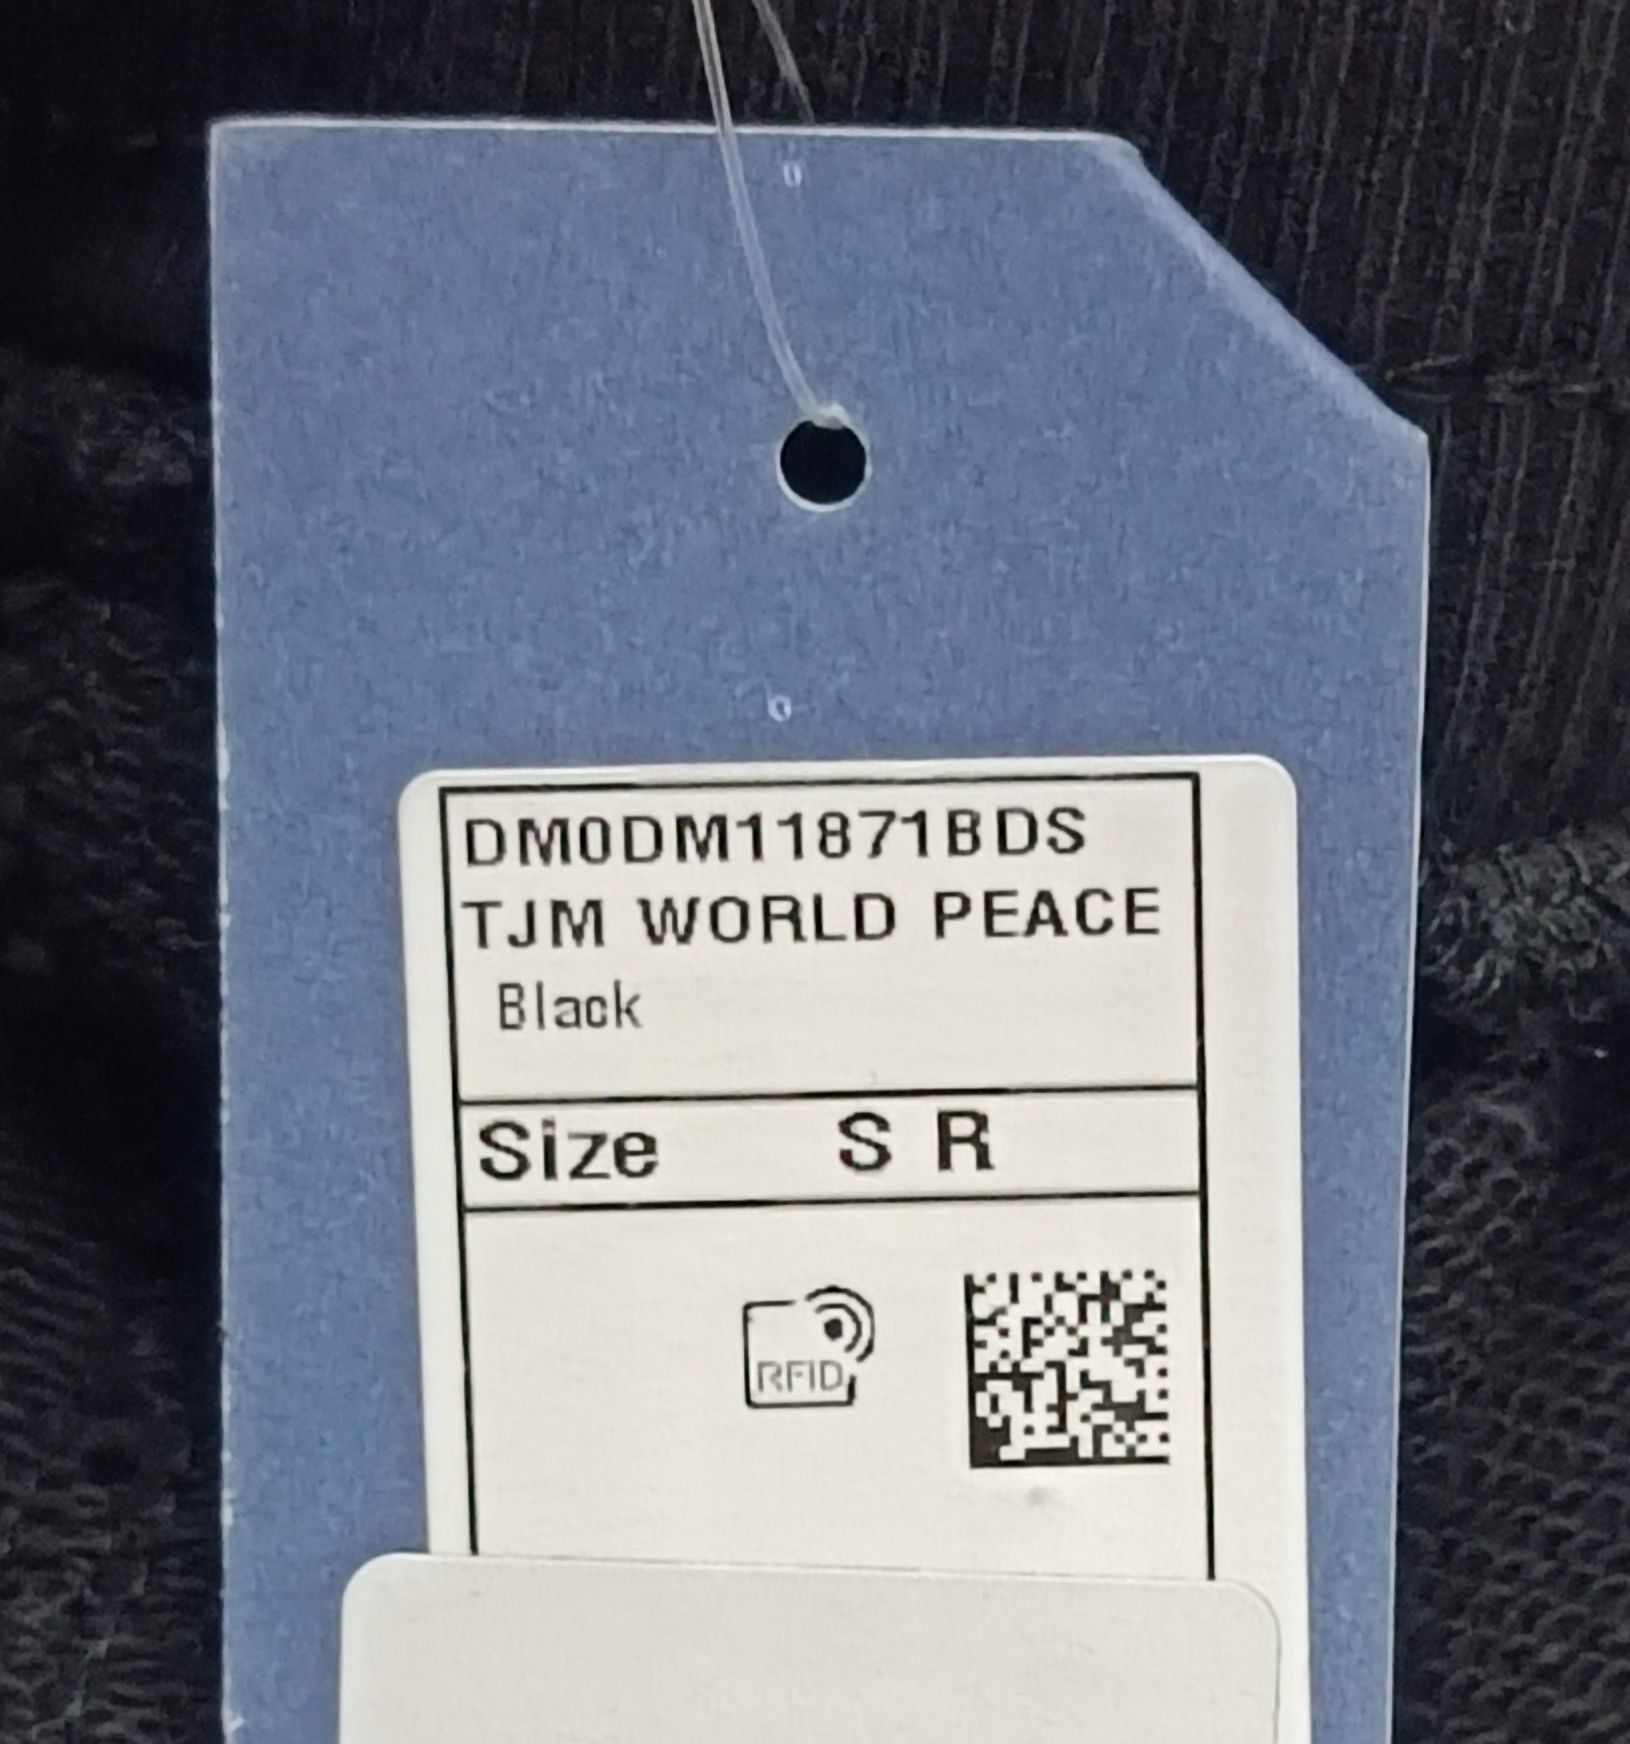 DM0DM11871BDS
TJM WORLD PEACE
Black
Size S R
RFID